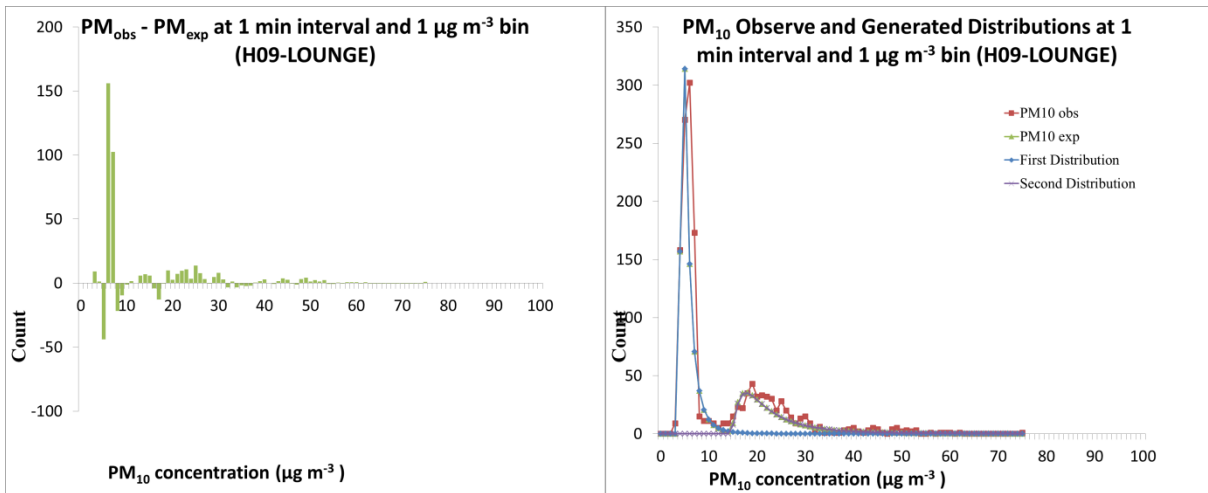 PMobs - PMexp at 1 min interval and 1 µg m-3 bin
(H09-LOUNGE)
200
150
100
50
0
-50
-100
Count
0 10 20 30 40 50 60 70 80 90 100
PM10 concentration (µg m-3 )
PM10 Observe and Generated Distributions at 1
min interval and 1 µg m-3 bin (H09-LOUNGE)
350
300
250
200
150
100
50
0
Count
PM10 obs
PM10 exp
First Distribution
Second Distribution
0 10 20 30 40 50 60 70 80 90 100
PM10 concentration (µg m-3 )